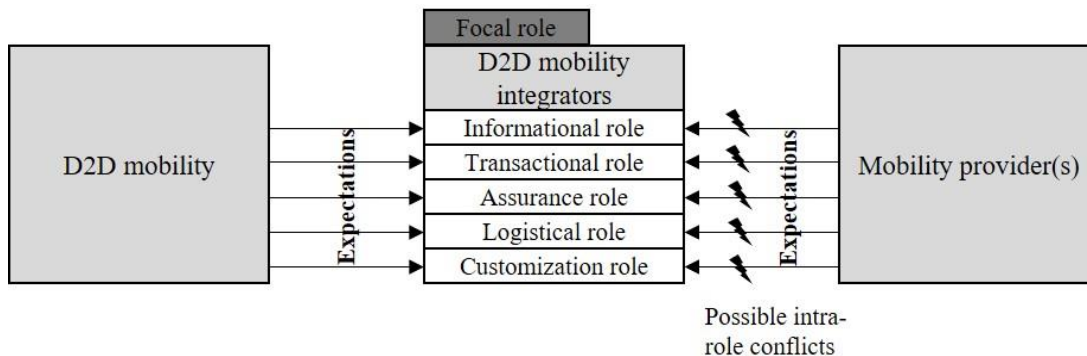 Focal role
D2D mobility
D2D mobility
integrators
Informational role
Transactional role
Assurance role
Logistical role
Customization role
Expectations
Expectations
Mobility provider(s)
Possible intra-
role conflicts